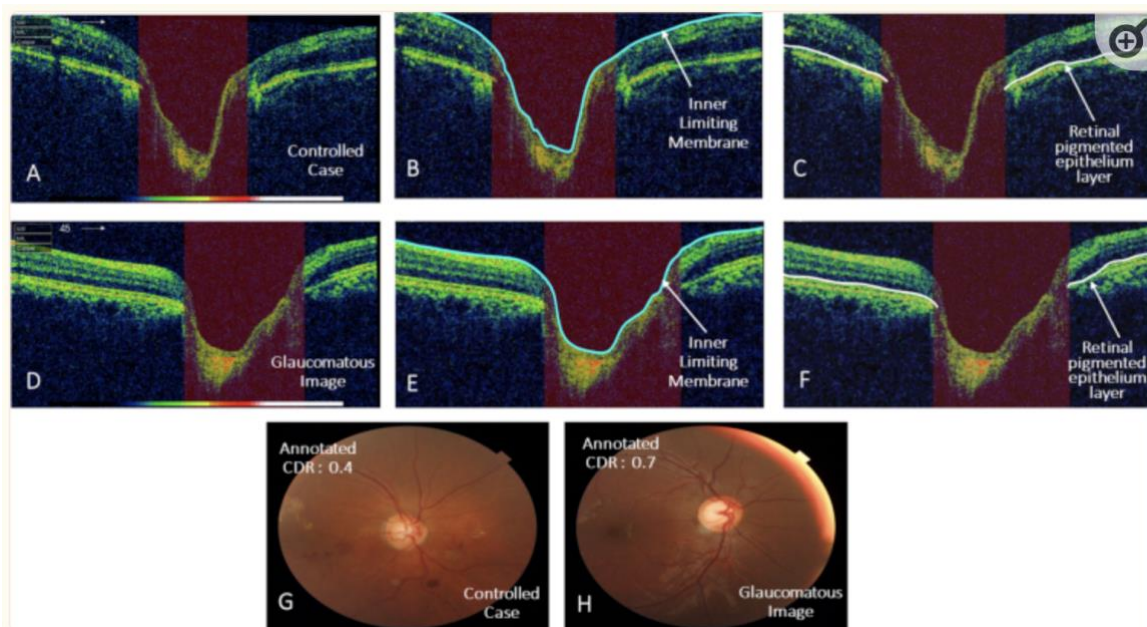 A
Controlled
Case
B
Inner
Limiting
Membrane
C
Retinal
pigmented
epithelium
layer
45
D
Glaucomatous
Image
E
Inner
Limiting
Membrane
F
Retinal
pigmented
epithelium
layer
Annotated
CDR : 0.4
G
Controlled
Case
Annotated
CDR : 0.7
H
Glaucomatous
Image